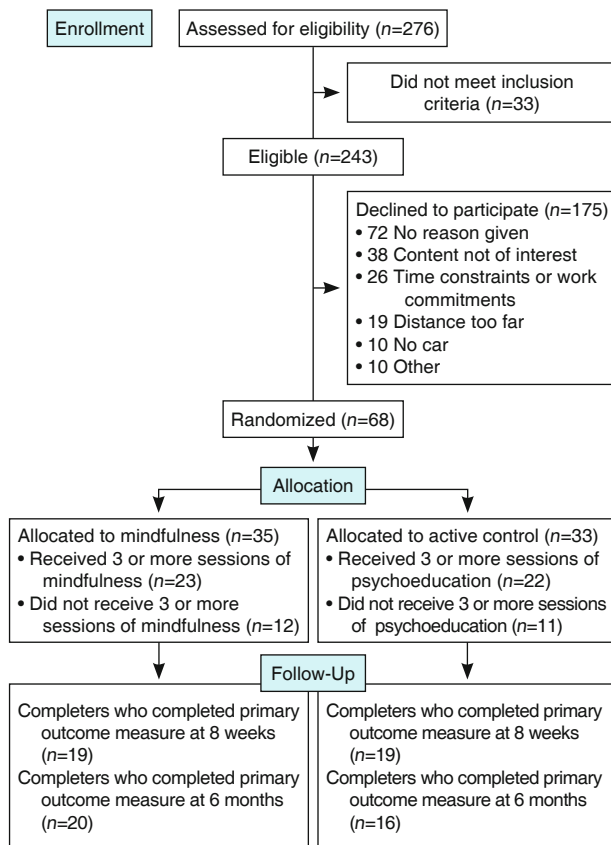 Enrollment
Assessed for eligibility (n=276)
Did not meet inclusion
criteria (n=33)
Eligible (n=243)
Declined to participate (n=175)
• 72 No reason given
• 38 Content not of interest
• 26 Time constraints or work
commitments
• 19 Distance too far
• 10 No car
• 10 Other
Randomized (n=68)
Allocation
Allocated to mindfulness (n=35)
• Received 3 or more sessions of
mindfulness (n=23)
• Did not receive 3 or more
sessions of mindfulness (n=12)
Allocated to active control (n=33)
• Received 3 or more sessions of
psychoeducation (n=22)
• Did not receive 3 or more sessions
of psychoeducation (n=11)
Follow-Up
Completers who completed primary
outcome measure at 8 weeks
(n=19)
Completers who completed primary
outcome measure at 6 months
(n=20)
Completers who completed primary
outcome measure at 8 weeks
(n=19)
Completers who completed primary
outcome measure at 6 months
(n=16)